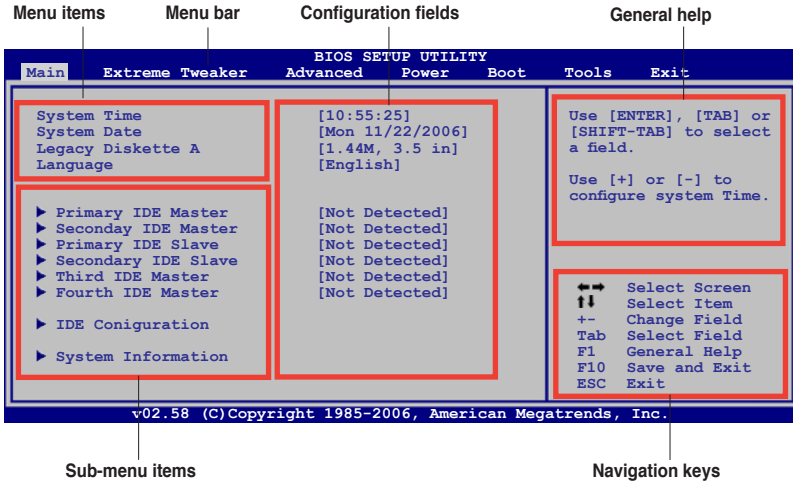 Menu items Menu bar Configuration fields General help
BIOS SETUP UTILITY
Main Extreme Tweaker Advanced Power Boot Tools Exit
System Time [10:55:25]
System Date [Mon 11/22/2006]
Legacy Diskette A [1.44M, 3.5 in]
Language [English]
Primary IDE Master [Not Detected]
Seconday IDE Master [Not Detected]
Primary IDE Slave [Not Detected]
Secondary IDE Slave [Not Detected]
Third IDE Master [Not Detected]
Fourth IDE Master [Not Detected]
IDE Coniguration
System Information
Use [ENTER], [TAB] or
[SHIFT-TAB] to select
a field.
Use [+] or [-] to
configure system Time.
←→ Select Screen
↑↓ Select Item
+- Change Field
Tab Select Field
F1 General Help
F10 Save and Exit
ESC Exit
v02.58 (C)Copyright 1985-2006, American Megatrends, Inc.
Sub-menu items Navigation keys